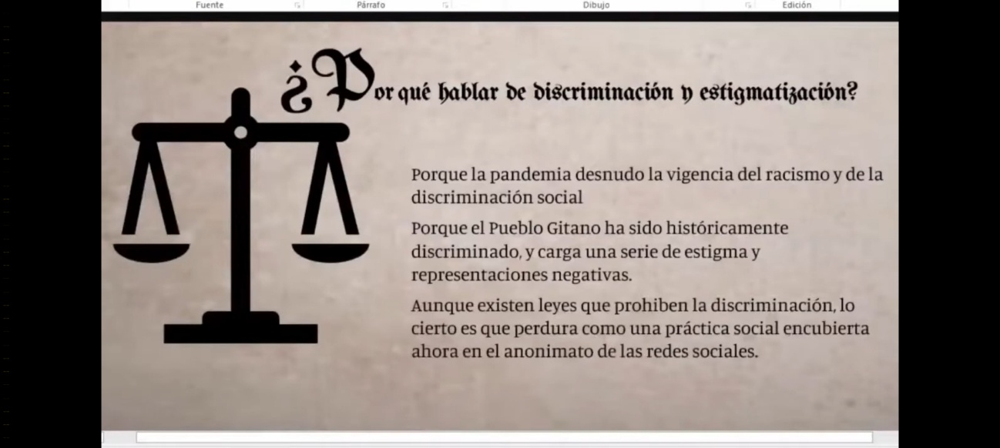 Fuente Párrafo Dibujo Edición
¿Por qué hablar de discriminación y estigmatización?
Porque la pandemia desnudo la vigencia del racismo y de la
discriminación social
Porque el Pueblo Gitano ha sido históricamente
discriminado, y carga una serie de estigma y
representaciones negativas.
Aunque existen leyes que prohiben la discriminación, lo
cierto es que perdura como una práctica social encubierta
ahora en el anonimato de las redes sociales.